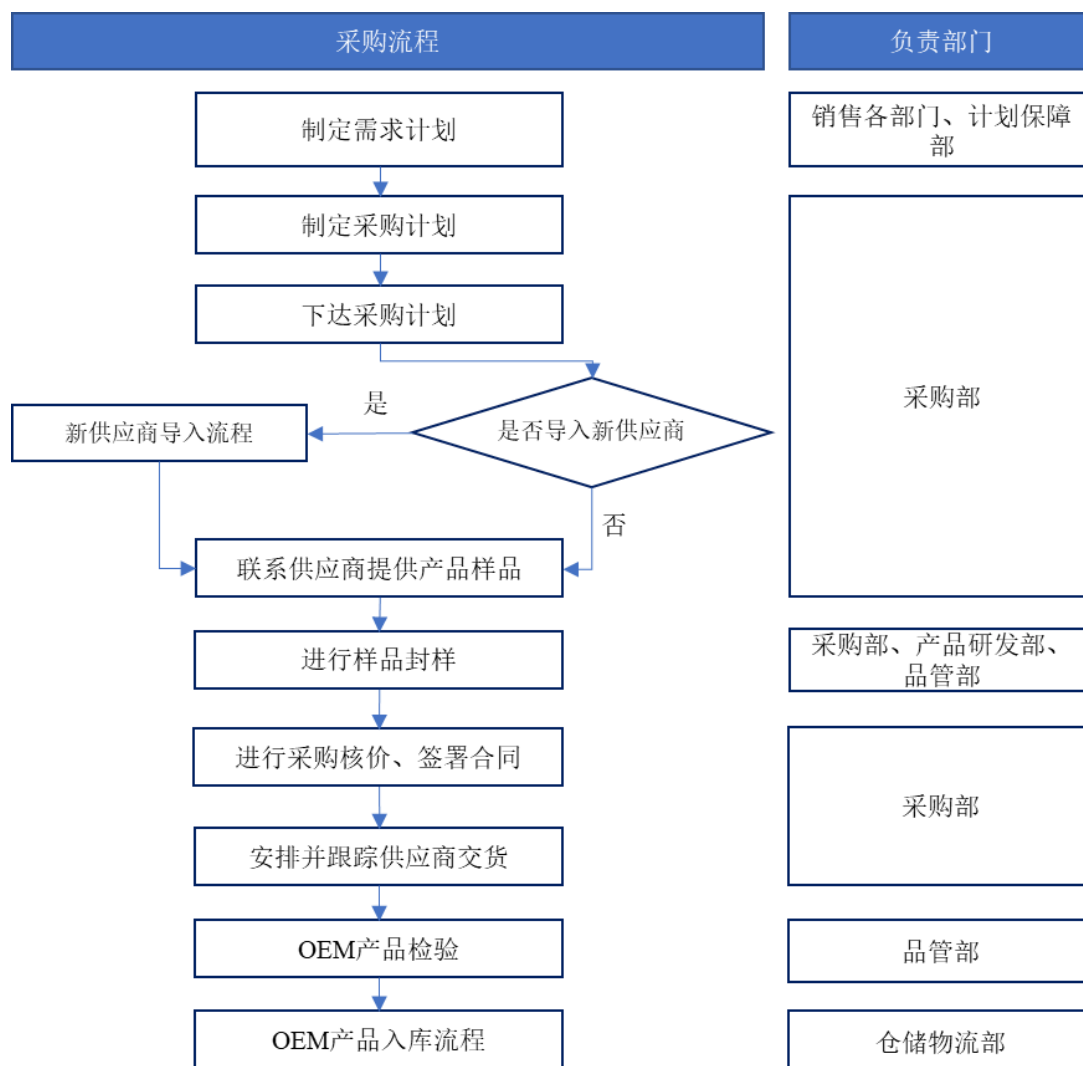 采购流程
负责部门
制定需求计划
销售各部门、计划保障
部
制定采购计划
下达采购计划
采购部
是
是否导入新供应商
新供应商导入流程
否
联系供应商提供产品样品
进行样品封样
采购部、产品研发部、
品管部
进行采购核价、签署合同
采购部
安排并跟踪供应商交货
OEM产品检验
品管部
OEM产品入库流程
仓储物流部